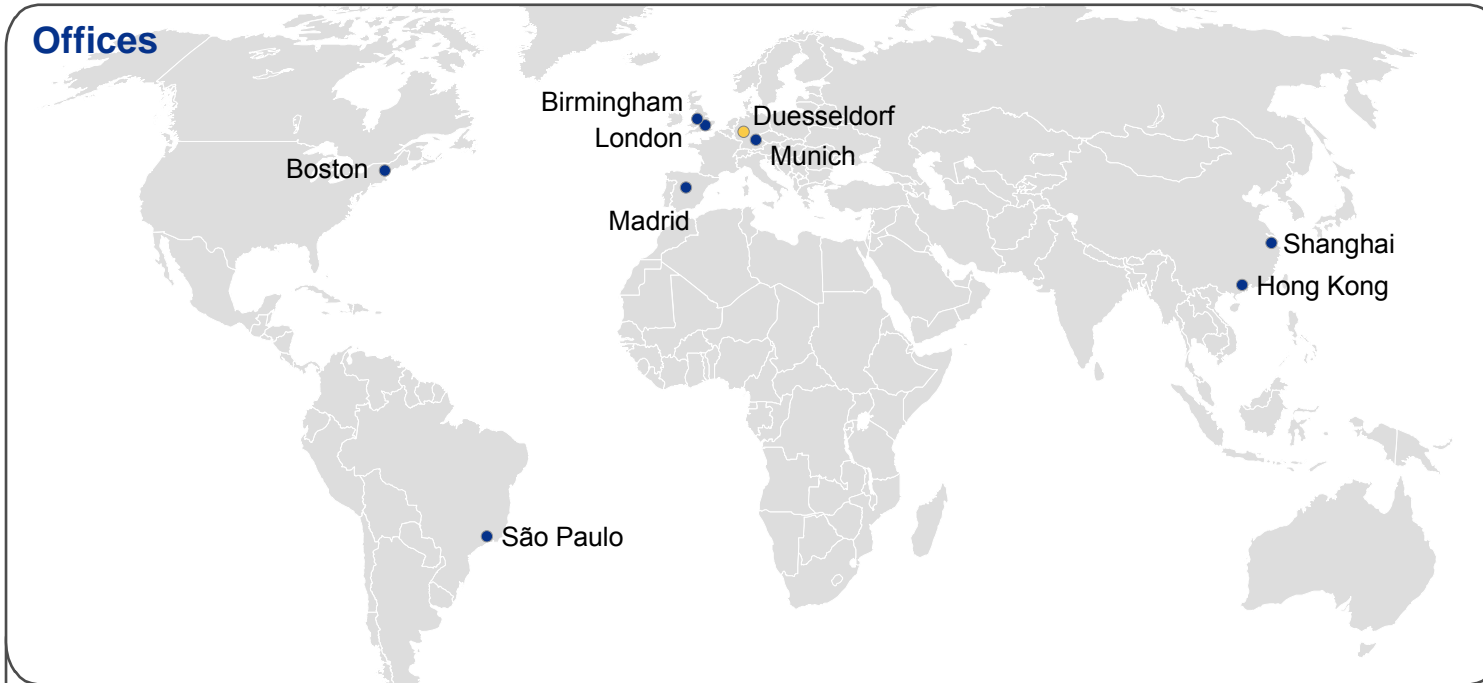 Offices
Birmingham
London
Duesseldorf
Munich
Boston
Madrid
Shanghai
Hong Kong
São Paulo